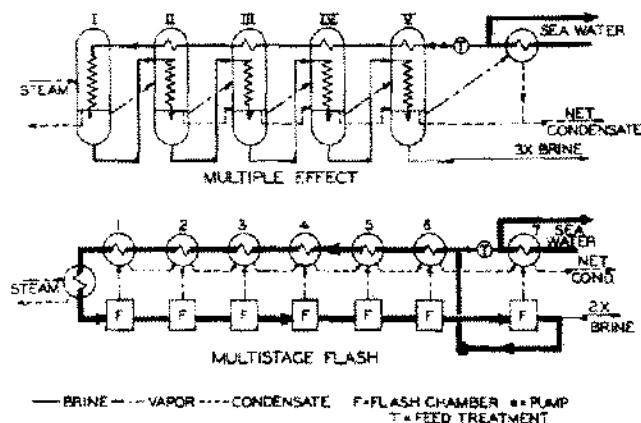 I II III IV V
T
SEA WATER
STEAM
NET
CONDENSATE
3X BRINE
MULTIPLE EFFECT
1 2 3 4 5 6 7
SEA
WATER
T
NET
COND.
STEAM
F F F F F F F
2X
BRINE
MULTISTAGE FLASH
BRINE VAPOR CONDENSATE F=FLASH CHAMBER = PUMP
T=FEED TREATMENT